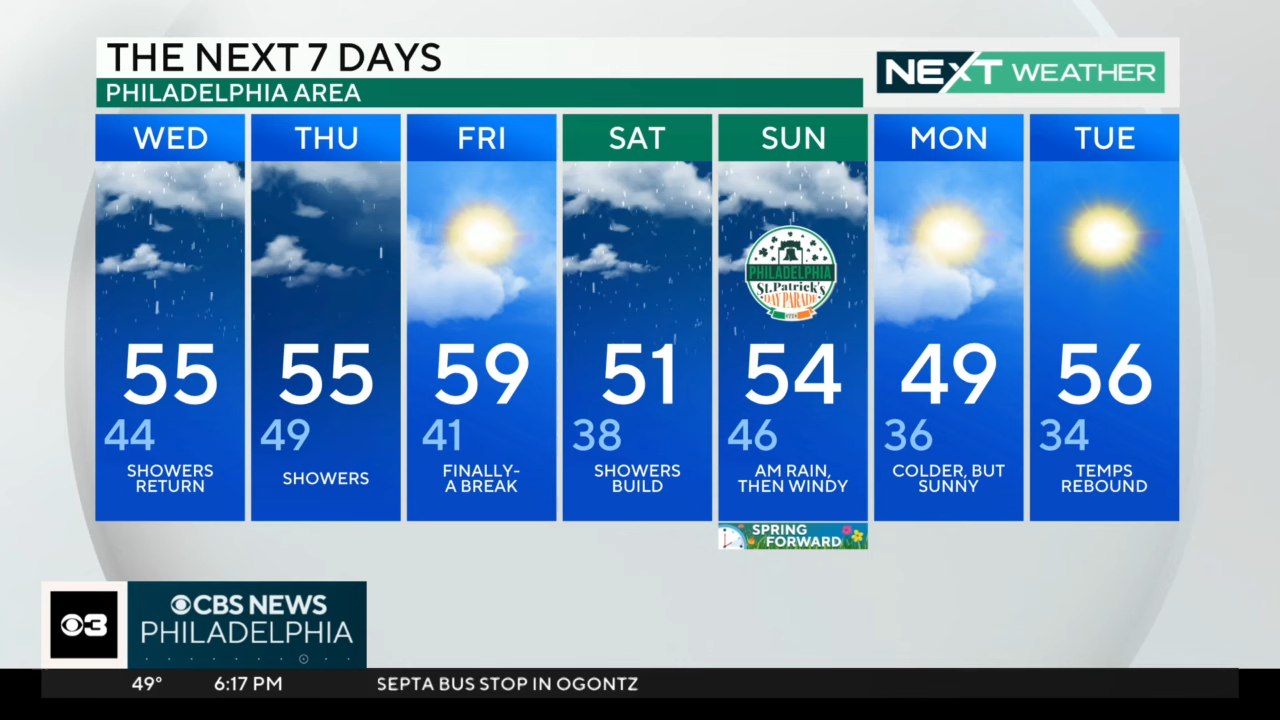 THE NEXT 7 DAYS
PHILADELPHIA AREA
NEXT WEATHER
WED
THU
FRI
SAT
SUN
MON
TUE
PHILADELPHIA
St. Patrick's
DAY PARADE
55
55
59
51
54
49
56
44
49
41
38
46
36
34
SHOWERS
RETURN
SHOWERS
FINALLY-
A BREAK
SHOWERS
BUILD
AM RAIN,
THEN WINDY
COLDER, BUT
SUNNY
TEMPS
REBOUND
SPRING
FORWARD
3
CBS NEWS
PHILADELPHIA
49° 6:17 PM SEPTA BUS STOP IN OGONTZ